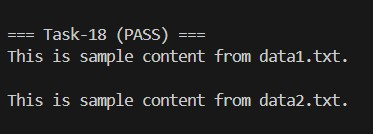 === Task-18 (PASS) ===
This is sample content from data1.txt.
This is sample content from data2.txt.